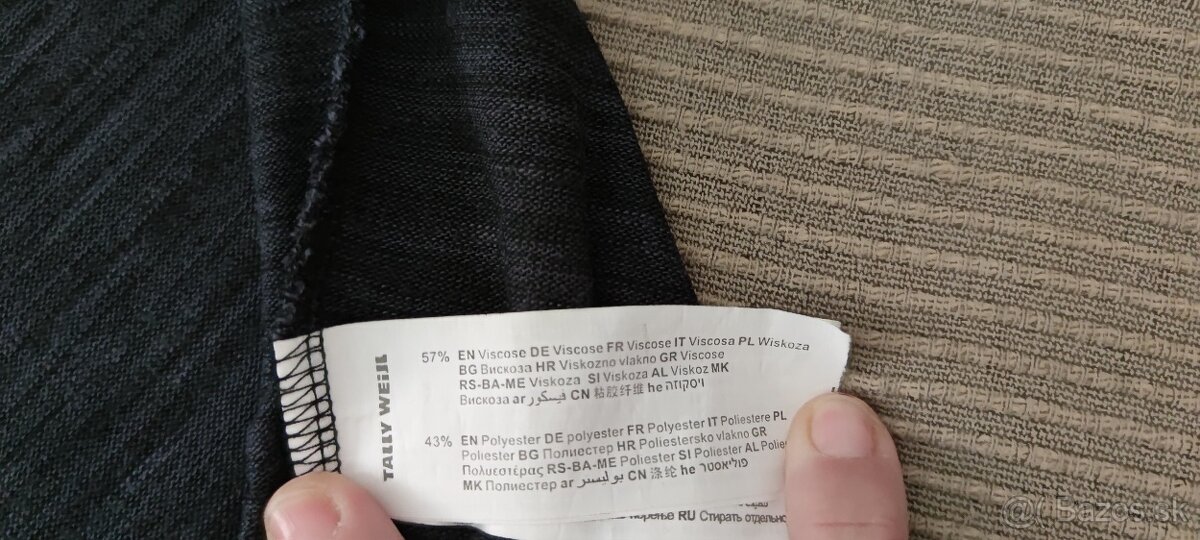 TALLY WEiJL
57% EN Viscose DE Viscose FR Viscose IT Viscosa PL Wiskoza
BG Вискоза HR Viskozno vlakno GR Viscose
RS-BA-ME Viskoza SI Viskoza AL Viskoz MK
Вискоза ar فيسكور CN 粘胶纤维 he ויסקוזה
43% EN Polyester DE polyester FR Polyester IT Poliestere PL
Poliester BG Полиестер HR Poliestersko vlakno GR
Πολυεστέρας RS-BA-ME Poliester SI Poliester AL Polies
MK Полиестер ar بوليستر CN 涤纶 he פוליאסטר
RU Стирать отдельно
@ Bazos.sk